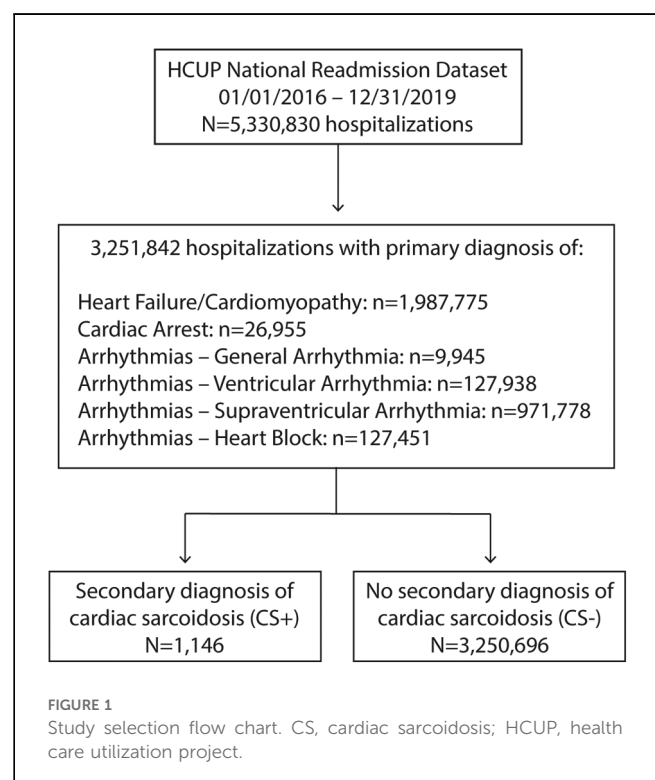 HCUP National Readmission Dataset
01/01/2016 – 12/31/2019
N=5,330,830 hospitalizations
3,251,842 hospitalizations with primary diagnosis of:
Heart Failure/Cardiomyopathy: n=1,987,775
Cardiac Arrest: n=26,955
Arrhythmias – General Arrhythmia: n=9,945
Arrhythmias – Ventricular Arrhythmia: n=127,938
Arrhythmias – Supraventricular Arrhythmia: n=971,778
Arrhythmias – Heart Block: n=127,451
Secondary diagnosis of
cardiac sarcoidosis (CS+)
N=1,146
No secondary diagnosis of
cardiac sarcoidosis (CS-)
N=3,250,696
FIGURE 1
Study selection flow chart. CS, cardiac sarcoidosis; HCUP, health
care utilization project.